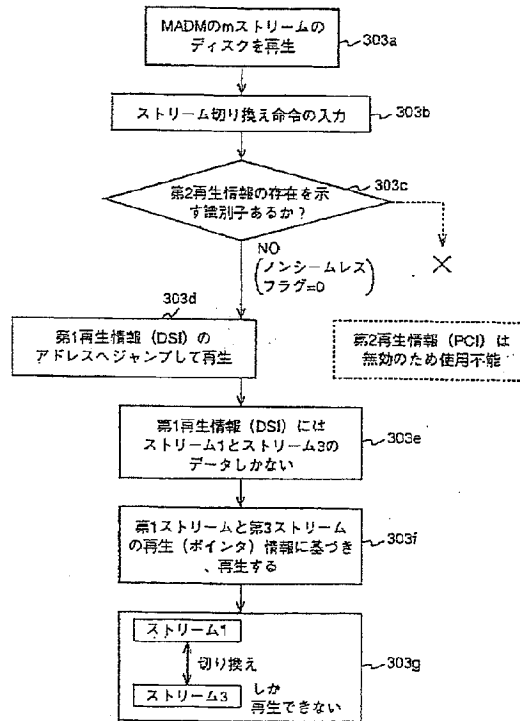 MADMのmストリームの
ディスクを再生
303a
ストリーム切り換え命令の入力
303b
第2再生情報の存在を示
す識別子あるか?
303c
NO
(ノンシームレス
フラグ=0)
×
303d
第1再生情報(DSI)の
アドレスへジャンプして再生
第2再生情報(PCI)は
無効のため使用不能
第1再生情報(DSI)には
ストリーム1とストリーム3の
データしかない
303e
第1ストリームと第3ストリーム
の再生(ポインタ)情報に基づき
、再生する
303f
ストリーム1
切り換え
303g
ストリーム3
しか
再生できない